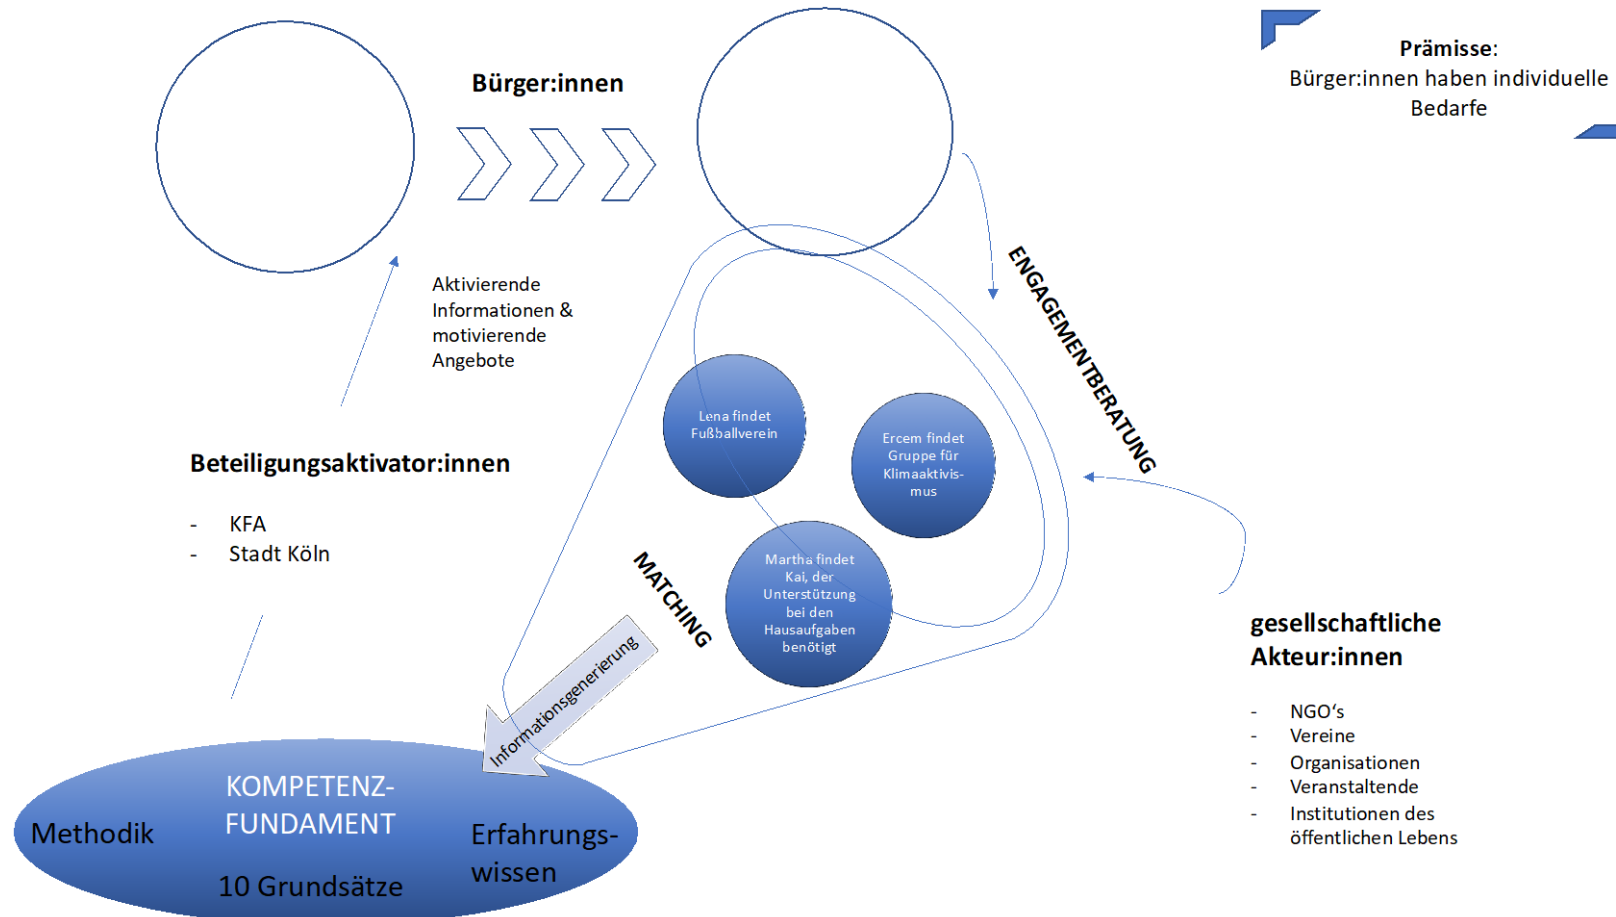 Bürger:innen
Prämisse:
Bürger:innen haben individuelle
Bedarfe
Aktivierende
Informationen &
motivierende
Angebote
ENGAGEMENTBERATUNG
Lena findet
Fußballverein
Ercem findet
Gruppe für
Klimaaktivis-
mus
Martha findet
Kai, der
Unterstützung
bei den
Hausaufgaben
benötigt
MATCHING
Beteiligungsaktivator:innen
- KFA
- Stadt Köln
Informationsgenerierung
gesellschaftliche
Akteur:innen
- NGO‘s
- Vereine
- Organisationen
- Veranstaltende
- Institutionen des
öffentlichen Lebens
KOMPETENZ-
FUNDAMENT
Methodik
Erfahrungs-
wissen
10 Grundsätze